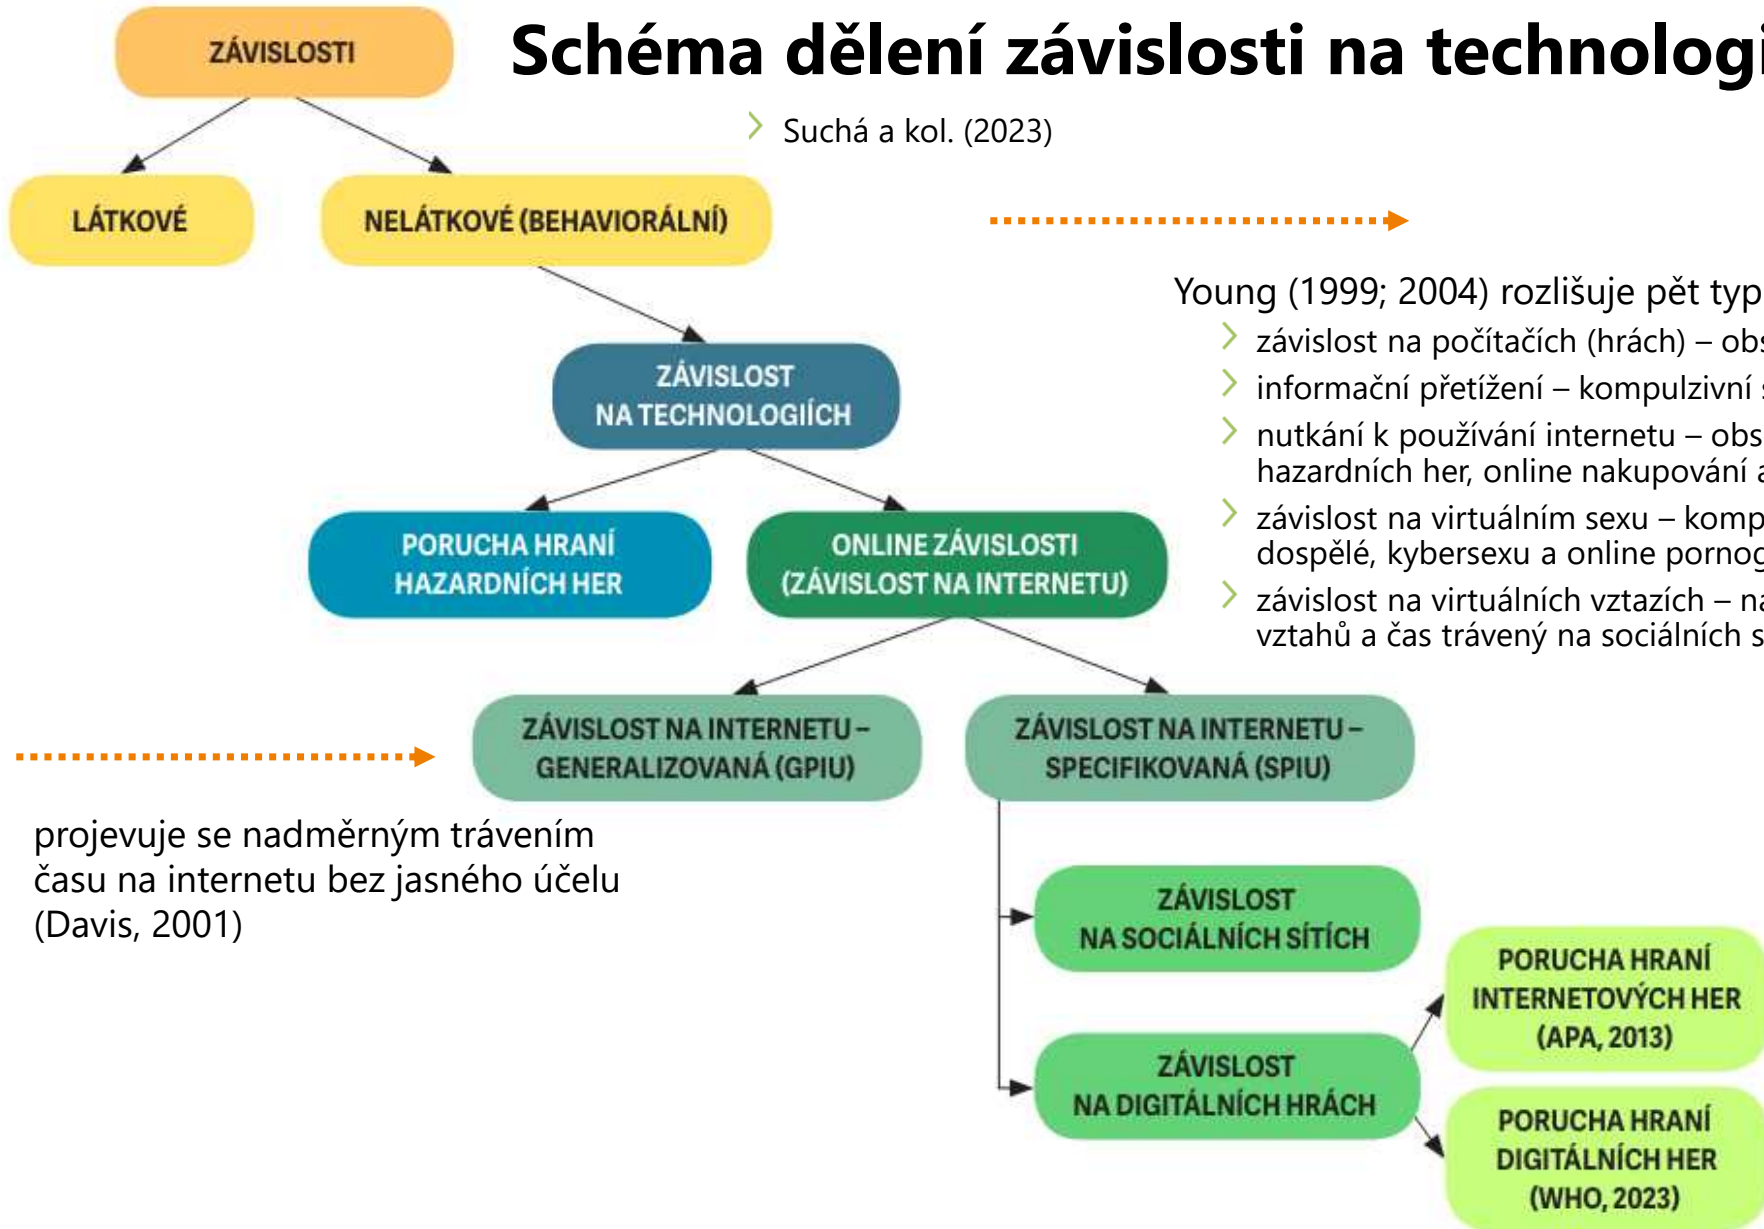 Schéma dělení závislosti na technologi
Suchá a kol. (2023)
ZÁVISLOSTI
LÁTKOVÉ
NELÁTKOVÉ (BEHAVIORÁLNÍ)
ZÁVISLOST
NA TECHNOLOGIÍCH
PORUCHA HRANÍ
HAZARDNÍCH HER
ONLINE ZÁVISLOSTI
(ZÁVISLOST NA INTERNETU)
Young (1999; 2004) rozlišuje pět typ
závislost na počítačích (hrách) – obs
informační přetížení – kompulzivní s
nutkání k používání internetu – obs
hazardních her, online nakupování a
závislost na virtuálním sexu – komp
dospělé, kybersexu a online pornog
závislost na virtuálních vztazích – na
vztahů a čas trávený na sociálních s
ZÁVISLOST NA INTERNETU –
GENERALIZOVANÁ (GPIU)
ZÁVISLOST NA INTERNETU –
SPECIFIKOVANÁ (SPIU)
projevuje se nadměrným trávením
času na internetu bez jasného účelu
(Davis, 2001)
ZÁVISLOST
NA SOCIÁLNÍCH SÍTÍCH
ZÁVISLOST
NA DIGITÁLNÍCH HRÁCH
PORUCHA HRANÍ
INTERNETOVÝCH HER
(APA, 2013)
PORUCHA HRANÍ
DIGITÁLNÍCH HER
(WHO, 2023)